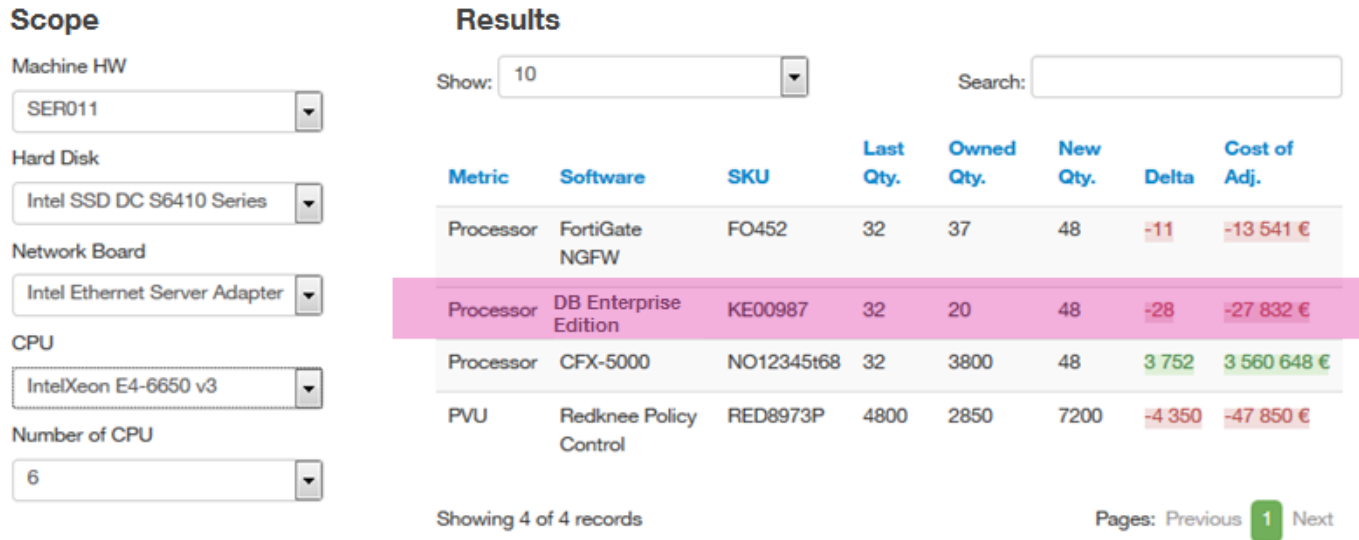 Scope
Machine HW
SER011
Hard Disk
Intel SSD DC S6410 Series
Network Board
Intel Ethernet Server Adapter
CPU
IntelXeon E4-6650 v3
Number of CPU
6
Results
Show: 10 Search:
Metric Software SKU Last Qty. Owned Qty. New Qty. Delta Cost of Adj.
Processor FortiGate NGFW FO452 32 37 48 -11 -13 541 €
Processor DB Enterprise Edition KE00987 32 20 48 -28 -27 832 €
Processor CFX-5000 NO12345t68 32 3800 48 3 752 3 560 648 €
PVU Redknee Policy Control RED8973P 4800 2850 7200 -4 350 -47 850 €
Showing 4 of 4 records
Pages: Previous 1 Next